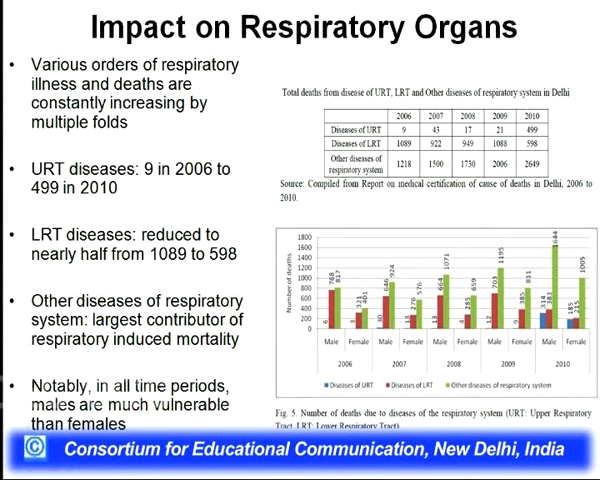 Impact on Respiratory Organs
• Various orders of respiratory
illness and deaths are
constantly increasing by
multiple folds
• URT diseases: 9 in 2006 to
499 in 2010
• LRT diseases: reduced to
nearly half from 1089 to 598
• Other diseases of respiratory
system: largest contributor of
respiratory induced mortality
• Notably, in all time periods,
males are much vulnerable
than females
Total deaths from disease of URT, LRT and Other diseases of respiratory system in Delhi
2006 2007 2008 2009 2010
Diseases of URT 9 43 17 21 499
Diseases of LRT 1089 922 949 1088 598
Other diseases of
respiratory system 1218 1500 1730 2006 2649
Source: Compiled from Report on medical certification of cause of deaths in Delhi, 2006 to
2010.
Number of deaths
1800
1600
1400
1200
1000
800
600
400
200
0
6 768 817 3 321 401 30 646 924 13 276 576 13 664 1071 4 285 659 12 703 1195 9 385 811 314 383 1644 185 215 1005
Male Female Male Female Male Female Male Female Male Female
2006 2007 2008 2009 2010
Diseases of URT Diseases of LRT Other diseases of respiratory system
Fig. 5. Number of deaths due to diseases of the respiratory system (URT: Upper Respiratory
Tract, LRT: Lower Respiratory Tract)
© Consortium for Educational Communication, New Delhi, India